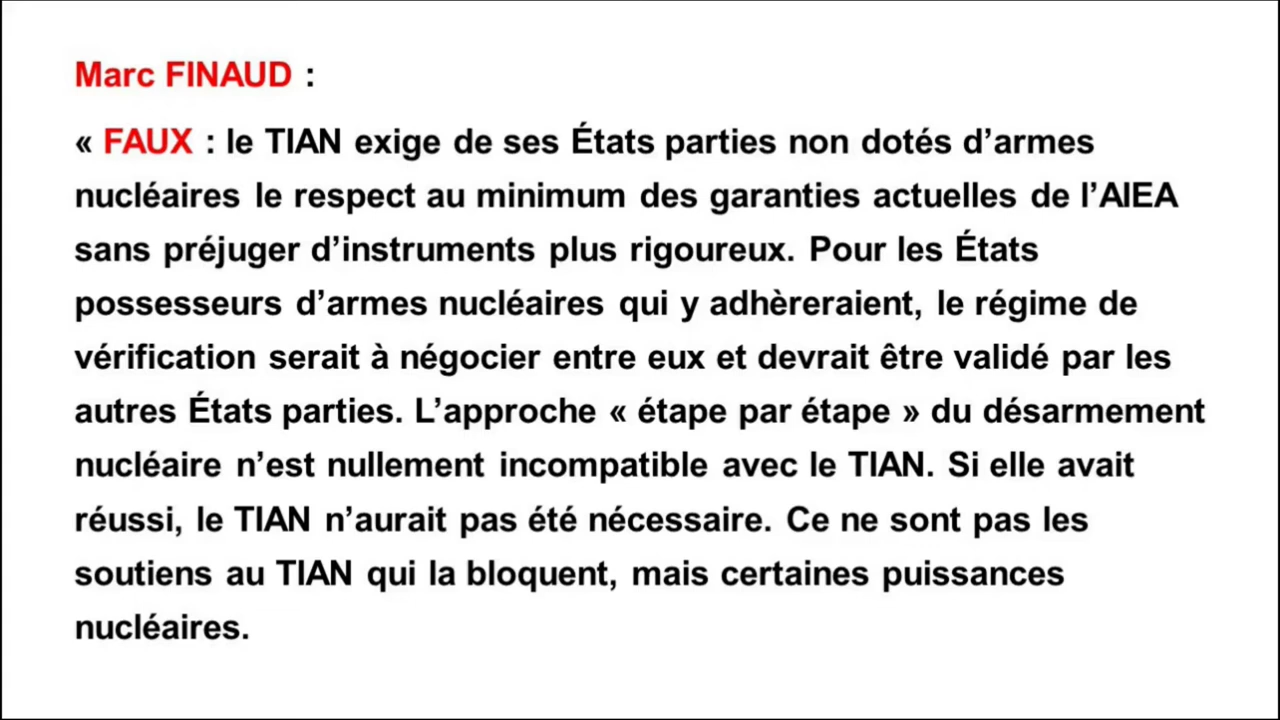 Marc FINAUD :
« FAUX : le TIAN exige de ses États parties non dotés d’armes
nucléaires le respect au minimum des garanties actuelles de l’AIEA
sans préjuger d’instruments plus rigoureux. Pour les États
possesseurs d’armes nucléaires qui y adhèreraient, le régime de
vérification serait à négocier entre eux et devrait être validé par les
autres États parties. L’approche « étape par étape » du désarmement
nucléaire n’est nullement incompatible avec le TIAN. Si elle avait
réussi, le TIAN n’aurait pas été nécessaire. Ce ne sont pas les
soutiens au TIAN qui la bloquent, mais certaines puissances
nucléaires.